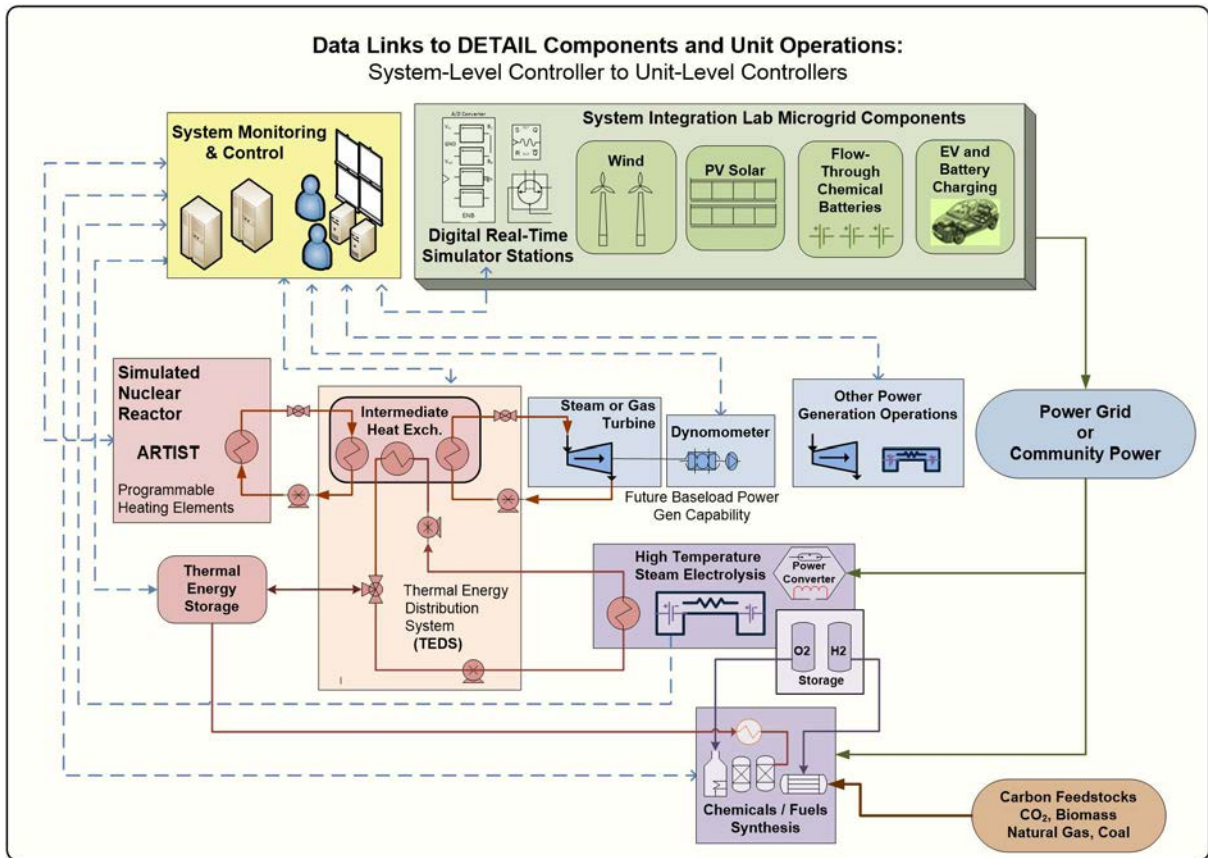 Data Links to DETAIL Components and Unit Operations:
System-Level Controller to Unit-Level Controllers
System Monitoring
& Control
A/D Converter
ENB
Digital Real-Time
Simulator Stations
System Integration Lab Microgrid Components
Wind
PV Solar
Flow-
Through
Chemical
Batteries
EV and
Battery
Charging
Simulated
Nuclear
Reactor
ARTIST
Programmable
Heating Elements
Intermediate
Heat Exch.
Steam or Gas
Turbine
Dynomometer
Future Baseload Power
Gen Capability
Other Power
Generation Operations
Power Grid
or
Community Power
Thermal
Energy
Storage
Thermal Energy
Distribution
System
(TEDS)
High Temperature
Steam Electrolysis
Power
Converter
O2
H2
Storage
Chemicals / Fuels
Synthesis
Carbon Feedstocks
CO₂, Biomass
Natural Gas, Coal